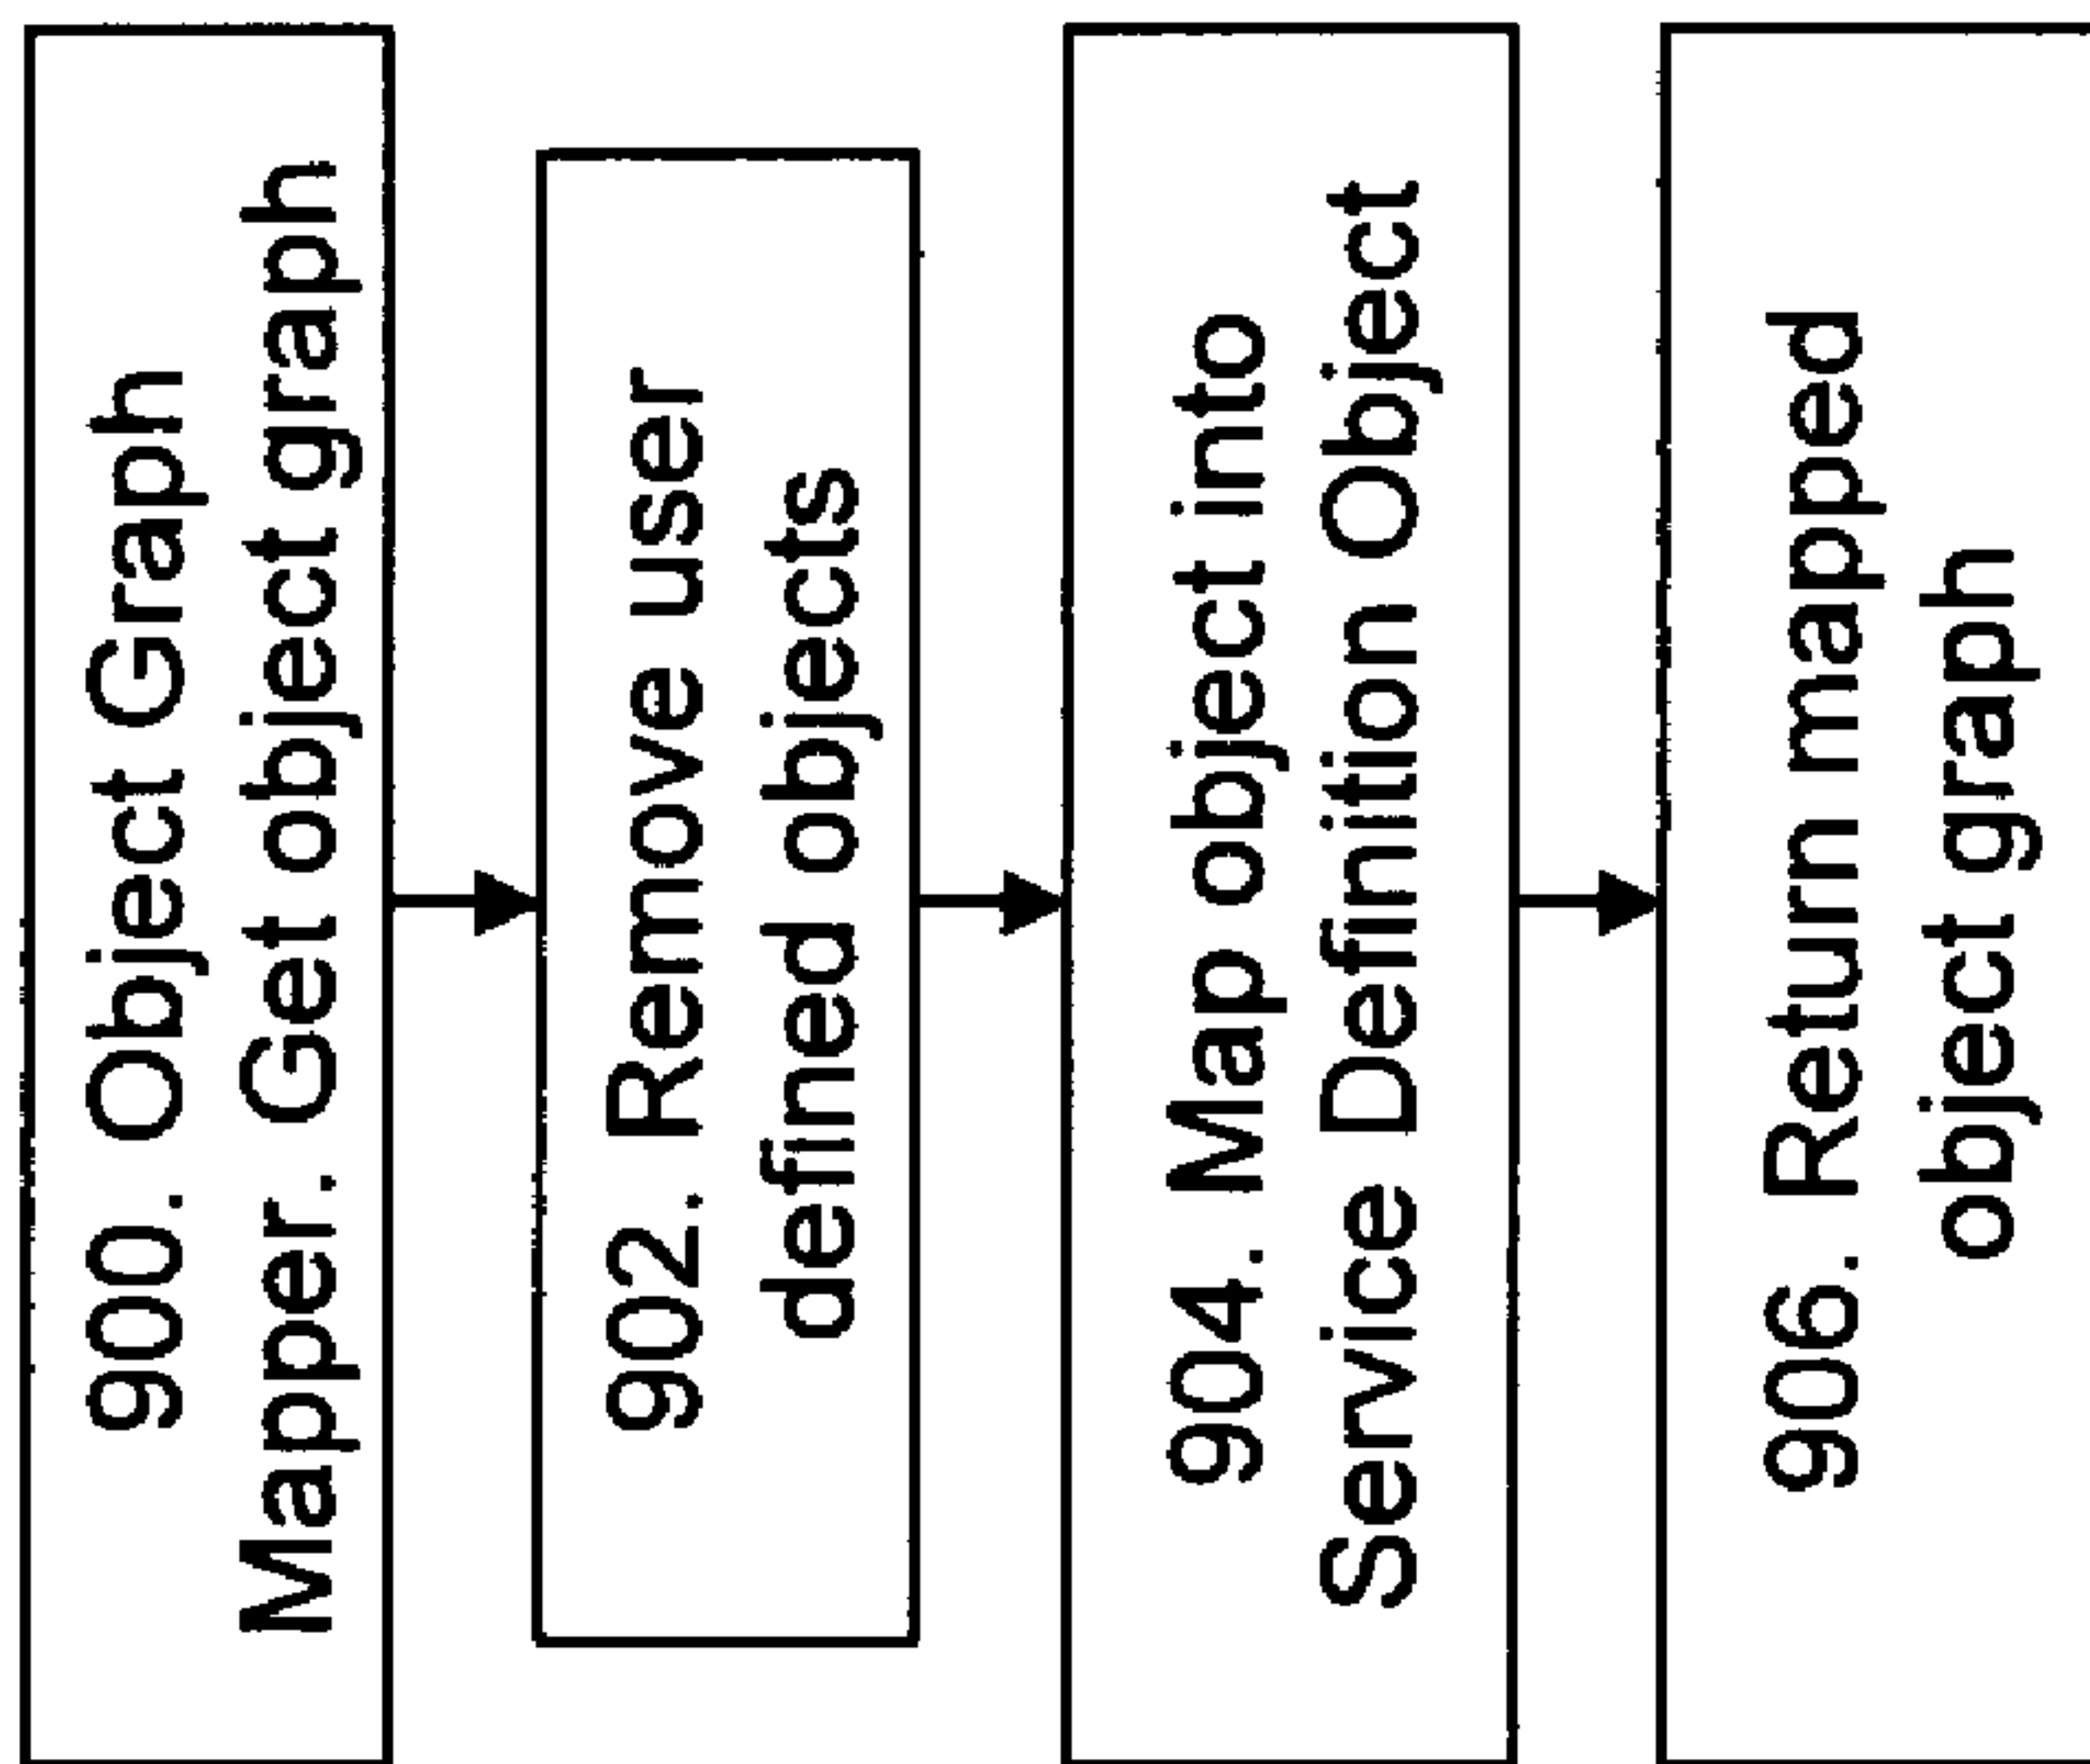 900. Object Graph
Mapper. Get object graph
902. Remove user
defined objects
904. Map object into
Service Definition Object
906. Return mapped
object graph